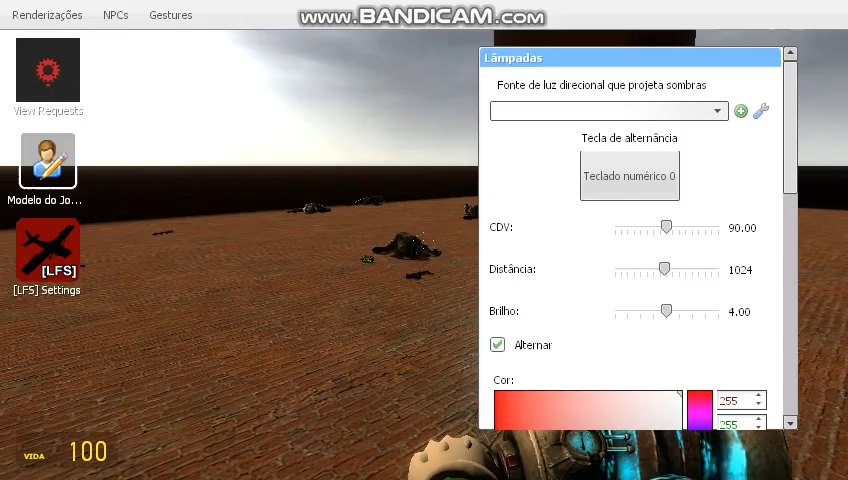 Renderizações NPCs Gestures
www.BANDICAM.com
View Requests
Modelo do Jo...
[LFS]
[LFS] Settings
Lâmpadas
Fonte de luz direcional que projeta sombras
Tecla de alternância
Teclado numérico 0
CDV: 90.00
Distância: 1024
Brilho: 4.00
Alternar
Cor:
255
255
VIDA 100